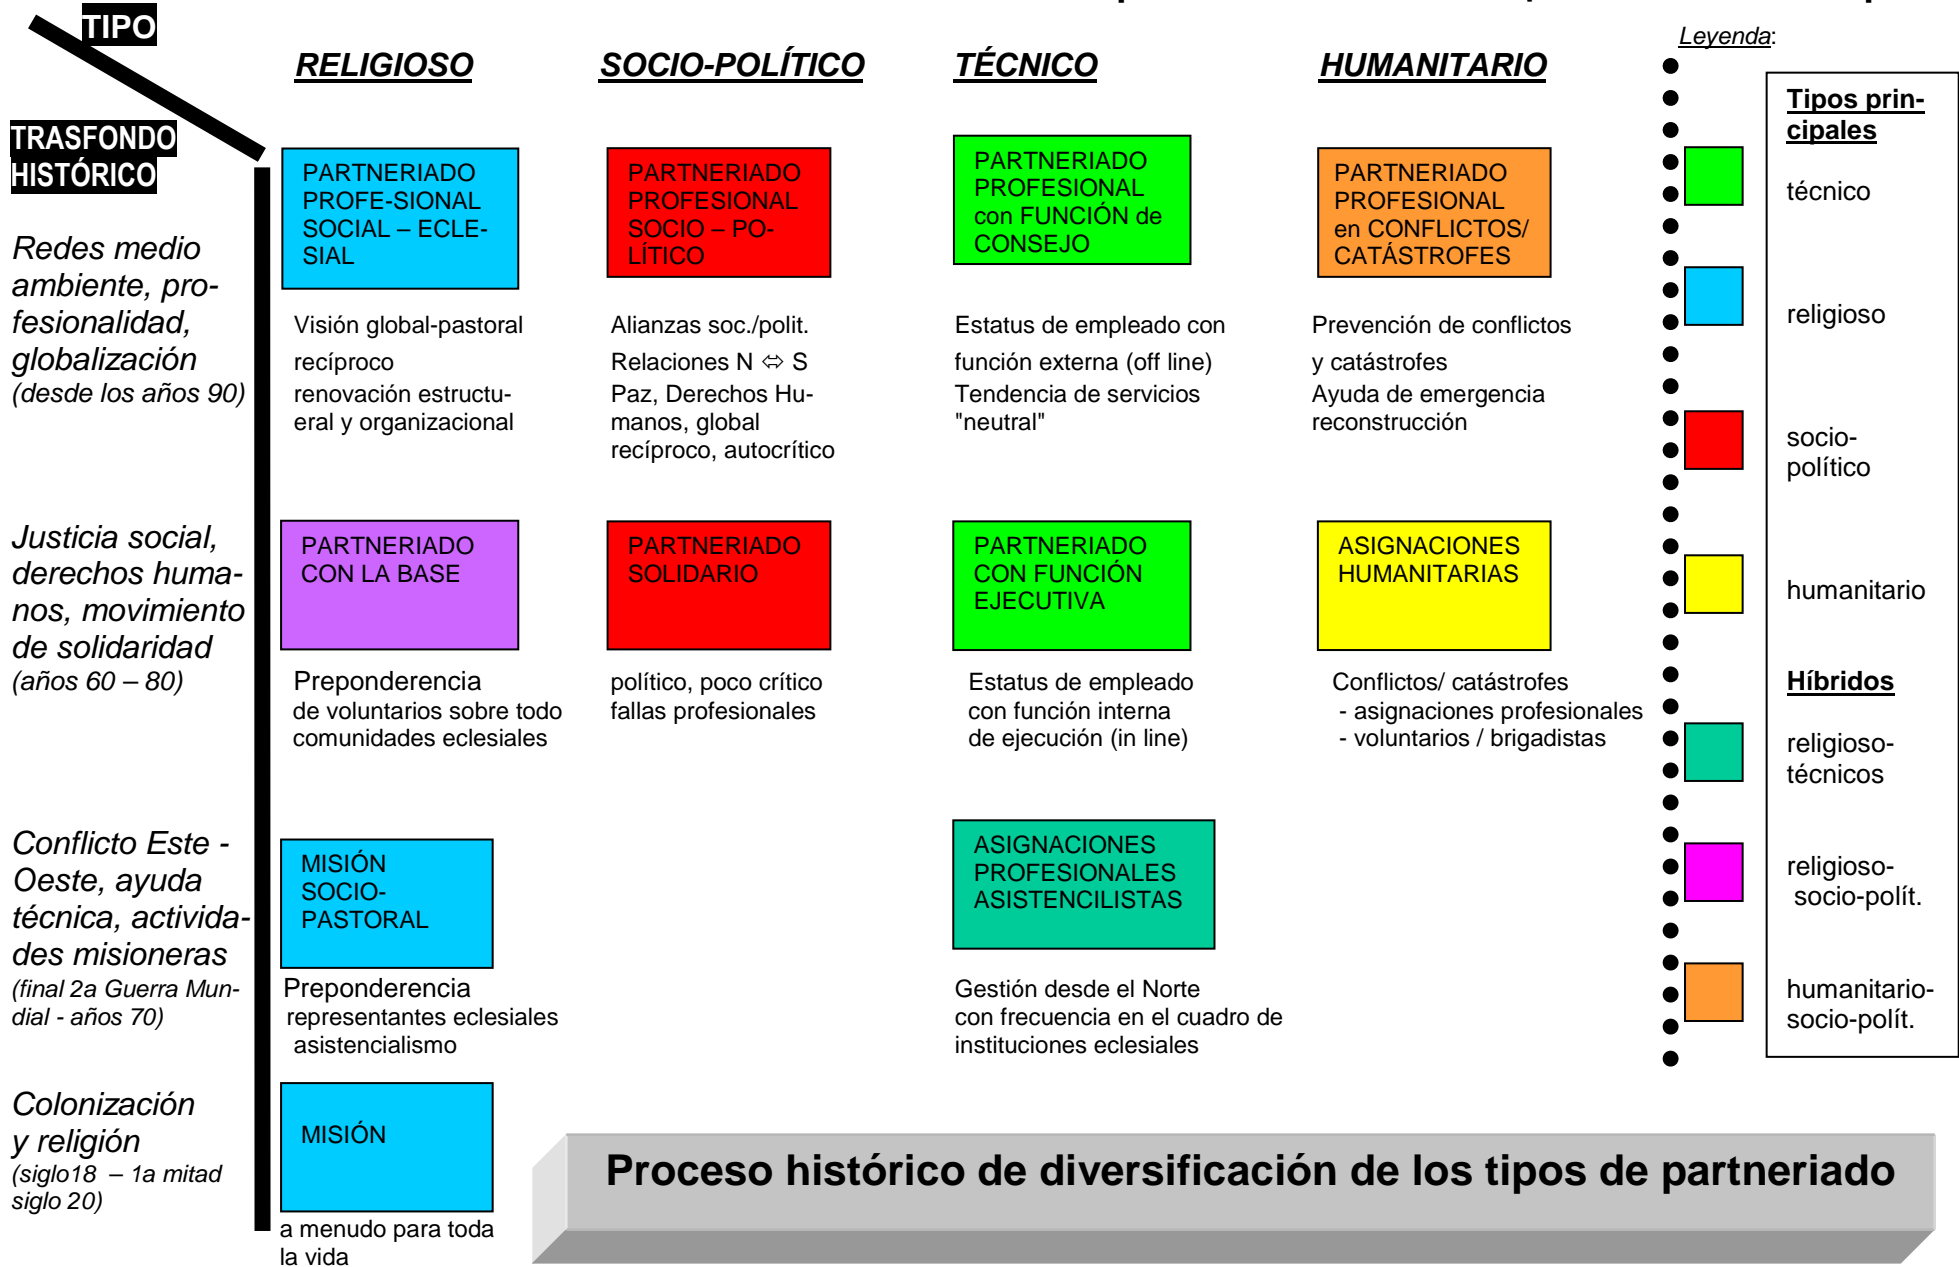 TIPO
RELIGIOSO
SOCIO-POLÍTICO
TÉCNICO
HUMANITARIO
Leyenda:
TRASFONDO
HISTÓRICO
Redes medio
ambiente, pro-
fesionalidad,
globalización
(desde los años 90)
PARTNERIADO
PROFE-SIONAL
SOCIAL – ECLE-
SIAL
Visión global-pastoral
recíproco
renovación estructu-
eral y organizacional
PARTNERIADO
PROFESIONAL
SOCIO – PO-
LÍTICO
Alianzas soc./polit.
Relaciones N ⇔ S
Paz, Derechos Hu-
manos, global
recíproco, autocrítico
PARTNERIADO
PROFESIONAL
con FUNCIÓN de
CONSEJO
Estatus de empleado con
función externa (off line)
Tendencia de servicios
"neutral"
PARTNERIADO
PROFESIONAL
en CONFLICTOS/
CATÁSTROFES
Prevención de conflictos
y catástrofes
Ayuda de emergencia
reconstrucción
Justicia social,
derechos huma-
nos, movimiento
de solidaridad
(años 60 – 80)
PARTNERIADO
CON LA BASE
Preponderencia
de voluntarios sobre todo
comunidades eclesiales
PARTNERIADO
SOLIDARIO
político, poco crítico
fallas profesionales
PARTNERIADO
CON FUNCIÓN
EJECUTIVA
Estatus de empleado
con función interna
de ejecución (in line)
ASIGNACIONES
HUMANITARIAS
Conflictos/ catástrofes
- asignaciones profesionales
- voluntarios / brigadistas
Conflicto Este -
Oeste, ayuda
técnica, activida-
des misioneras
(final 2a Guerra Mun-
dial - años 70)
MISIÓN
SOCIO-
PASTORAL
Preponderencia
representantes eclesiales
asistencialismo
ASIGNACIONES
PROFESIONALES
ASISTENCILISTAS
Gestión desde el Norte
con frecuencia en el cuadro de
instituciones eclesiales
Colonización
y religión
(siglo18 – 1a mitad
siglo 20)
MISIÓN
a menudo para toda
la vida
Proceso histórico de diversificación de los tipos de partneriado
Tipos prin-
cipales
técnico
religioso
socio-
político
humanitario
Híbridos
religioso-
técnicos
religioso-
socio-polít.
humanitario-
socio-polít.